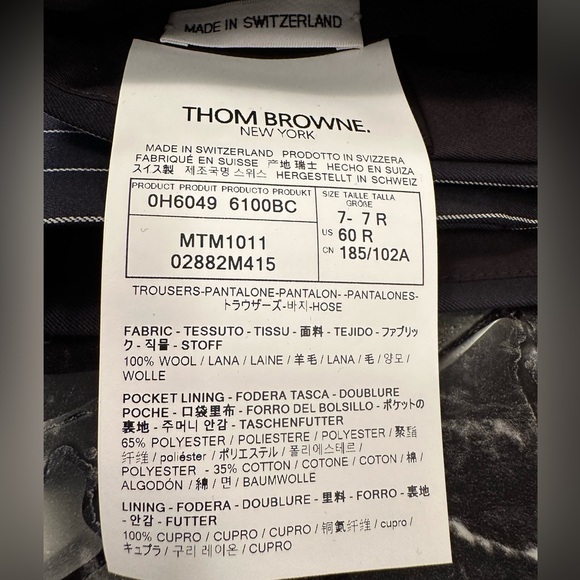 MADE IN SWITZERLAND
THOM BROWNE.
NEW YORK
MADE IN SWITZERLAND PRODOTTO IN SVIZZERA
FABRIQUÉ EN SUISSE 产地 瑞士 HECHO EN SUIZA
スイス製 제조국명 스위스 HERGESTELLT IN SCHWEIZ
PRODUCT PRODUIT PRODUCTO PRODUKT
0H6049 6100BC
SIZE TAILLE TALLA
GRÖßE
7- 7 R
US 60 R
CN 185/102A
MTM1011
02882M415
TROUSERS-PANTALONE-PANTALON- -PANTALONES-
トラウザーズ-바지-HOSE
FABRIC - TESSUTO - TISSU - 面料 - TEJIDO - ファブリッ
ク - 직물 - STOFF
100% WOOL / LANA / LAINE / 羊毛 / LANA / 毛 / 양모 /
WOLLE
POCKET LINING - FODERA TASCA - DOUBLURE
POCHE - 口袋里布 - FORRO DEL BOLSILLO - ポケットの
裏地 - 주머니 안감 - TASCHENFUTTER
65% POLYESTER / POLIESTERE / POLYESTER / 聚酯
纤维 / poliéster / ポリエステル / 폴리에스테르 /
POLYESTER - 35% COTTON / COTONE / COTON / 棉 /
ALGODÓN / 綿 / 면 / BAUMWOLLE
LINING - FODERA - DOUBLURE - 里料 - FORRO - 裏地
- 안감 - FUTTER
100% CUPRO / CUPRO / CUPRO / 铜氨纤维 / cupro /
キュプラ / 구리 레이온 / CUPRO